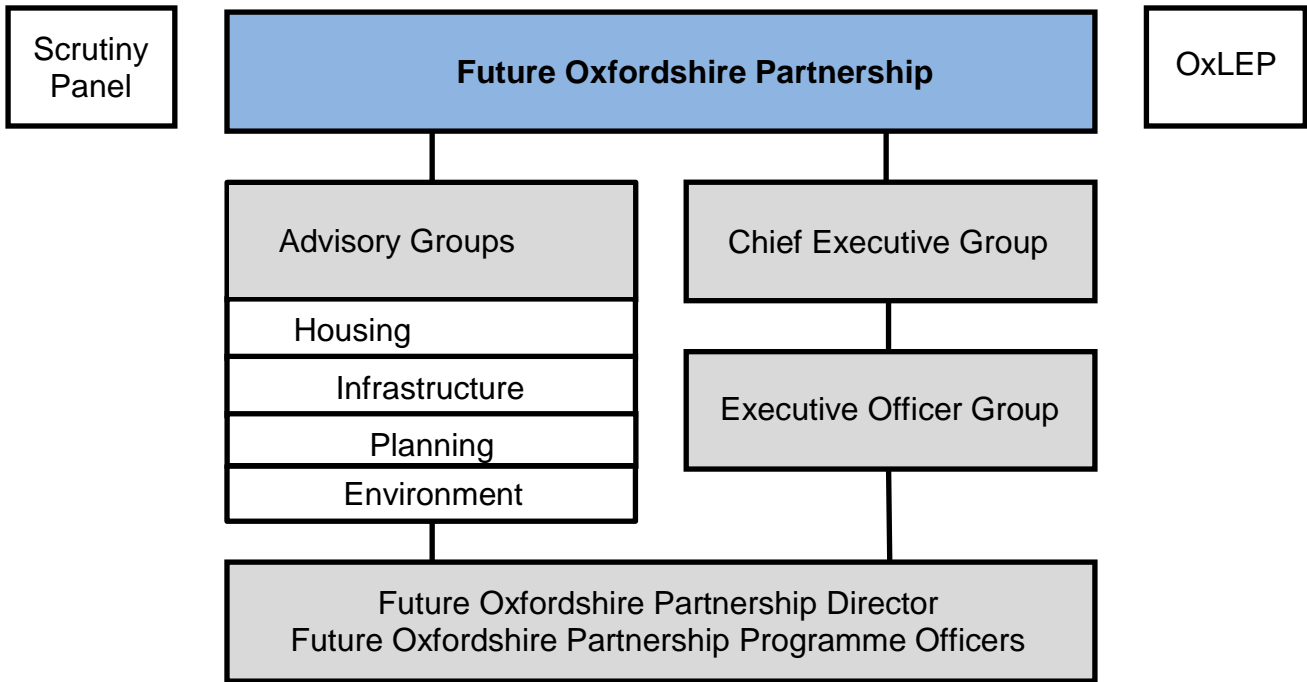 Scrutiny
Panel
Future Oxfordshire Partnership
OxLEP
Advisory Groups
Housing
Infrastructure
Planning
Environment
Chief Executive Group
Executive Officer Group
Future Oxfordshire Partnership Director
Future Oxfordshire Partnership Programme Officers